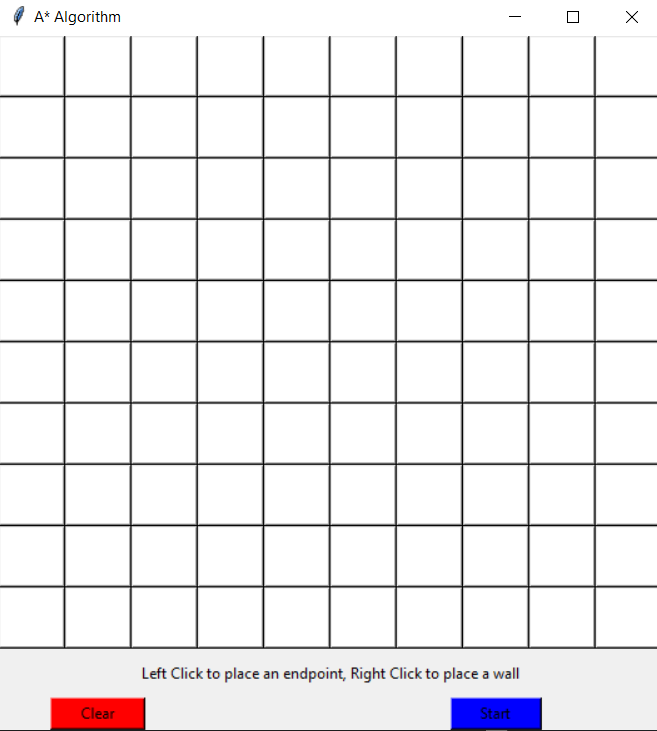 A* Algorithm
Left Click to place an endpoint, Right Click to place a wall
Clear
Start